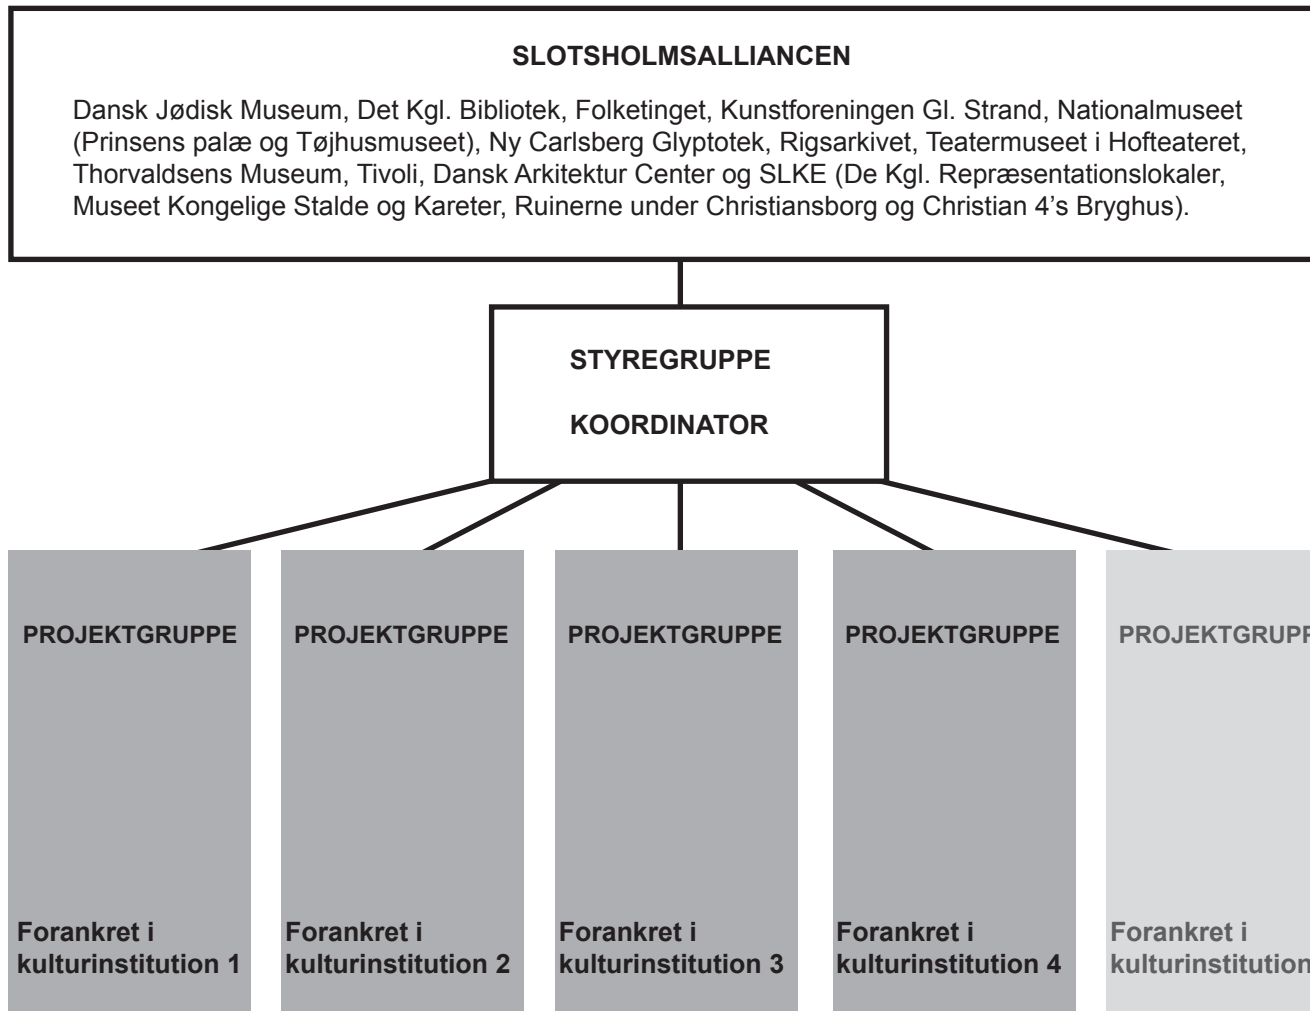 SLOTSHOLMSALLIANCEN
Dansk Jødisk Museum, Det Kgl. Bibliotek, Folketinget, Kunstforeningen Gl. Strand, Nationalmuseet
(Prinsens palæ og Tøjhusmuseet), Ny Carlsberg Glyptotek, Rigsarkivet, Teatermuseet i Hofteateret,
Thorvaldsens Museum, Tivoli, Dansk Arkitektur Center og SLKE (De Kgl. Repræsentationslokaler,
Museet Kongelige Stalde og Kareter, Ruinerne under Christiansborg og Christian 4's Bryghus).
STYREGRUPPE
KOORDINATOR
PROJEKTGRUPPE
Forankret i
kulturinstitution 1
PROJEKTGRUPPE
Forankret i
kulturinstitution 2
PROJEKTGRUPPE
Forankret i
kulturinstitution 3
PROJEKTGRUPPE
Forankret i
kulturinstitution 4
Forankret i
kulturinstitution